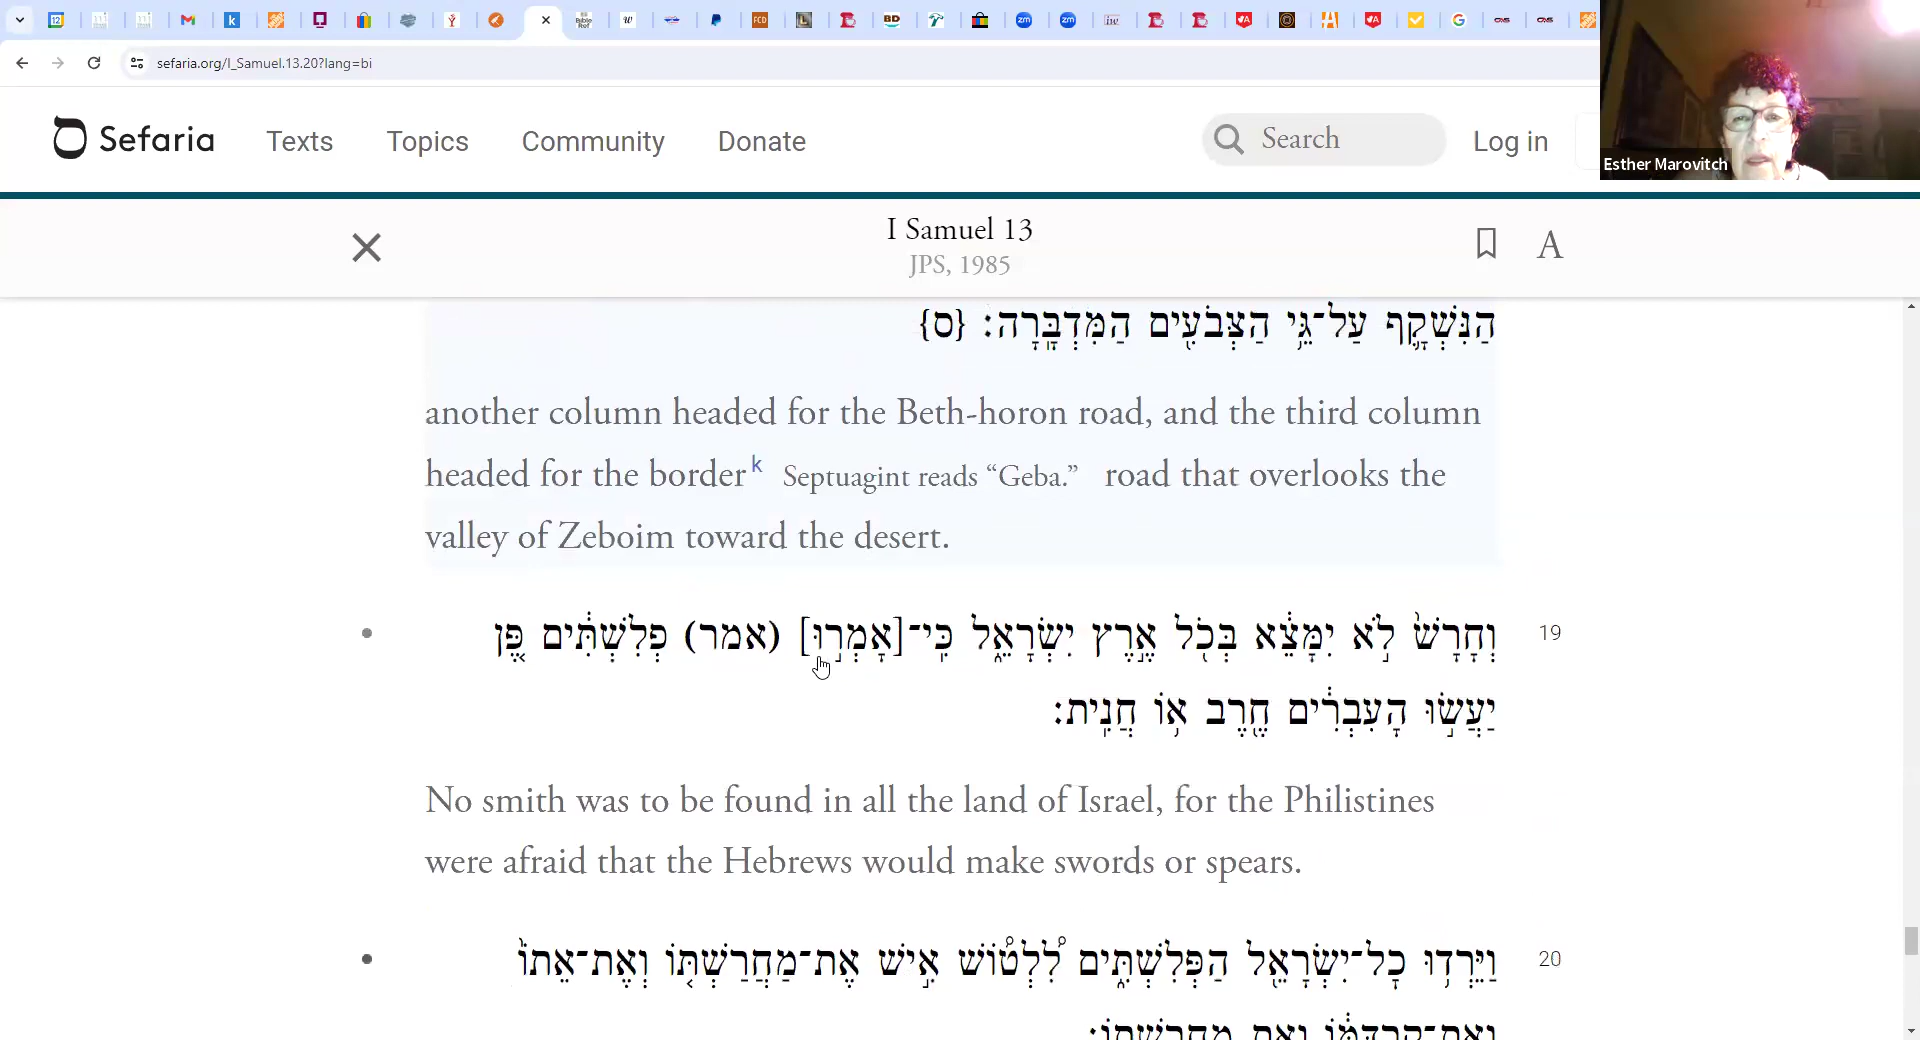 sefaria.org/I_Samuel.13.20?lang=bi
Sefaria Texts Topics Community Donate Search Log in
Esther Marovitch
I Samuel 13
JPS, 1985
הַנִּשְׁקָ֛ף עַל־גֵּ֥י הַצְּבֹעִ֖ים הַמִּדְבָּֽרָה׃ {ס}
another column headed for the Beth-horon road, and the third column
headed for the border k Septuagint reads “Geba.” road that overlooks the
valley of Zeboim toward the desert.
19
וְחָרָשׁ֙ לֹ֣א יִמָּצֵ֔א בְּכֹ֖ל אֶ֣רֶץ יִשְׂרָאֵ֑ל כִּֽי־[אָמְר֣וּ] (אמר) פְלִשְׁתִּ֔ים פֶּ֚ן
יַעֲשׂ֣וּ הָעִבְרִ֔ים חֶ֖רֶב א֥וֹ חֲנִֽית׃
No smith was to be found in all the land of Israel, for the Philistines
were afraid that the Hebrews would make swords or spears.
20
וַיֵּרְד֥וּ כׇל־יִשְׂרָאֵ֖ל הַפְּלִשְׁתִּ֑ים לִ֠לְט֠וֹשׁ אִ֣ישׁ אֶת־מַחֲרַשְׁתּ֤וֹ וְאֶת־אֵתוֹ֙
וְאֶת־קַרְדֻּמּ֔וֹ וְאֵ֖ת מַחֲרֵשָׁתֽוֹ׃